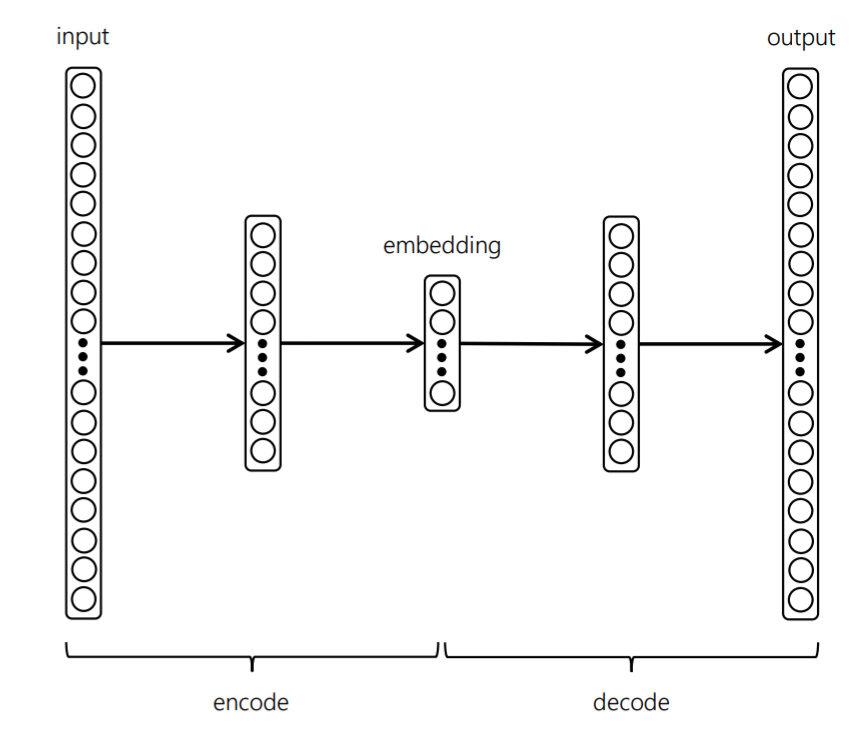 input
output
embedding
encode
decode